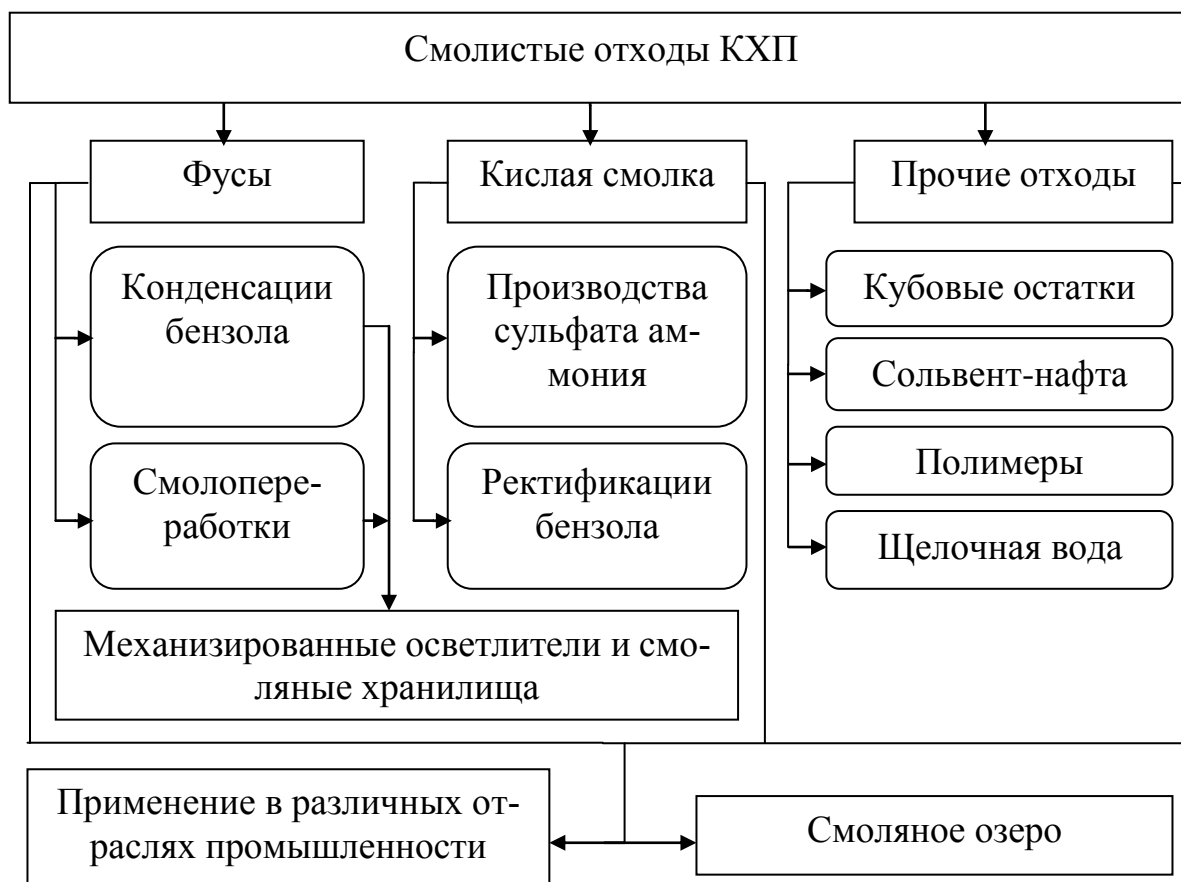 Смолистые отходы КХП
Фусы
Кислая смолка
Прочие отходы
Конденсации
бензола
Производства
сульфата ам-
мония
Кубовые остатки
Сольвент-нафта
Смолопере-
работки
Ректификации
бензола
Полимеры
Щелочная вода
Механизированные осветлители и смо-
ляные хранилища
Применение в различных от-
раслях промышленности
Смоляное озеро